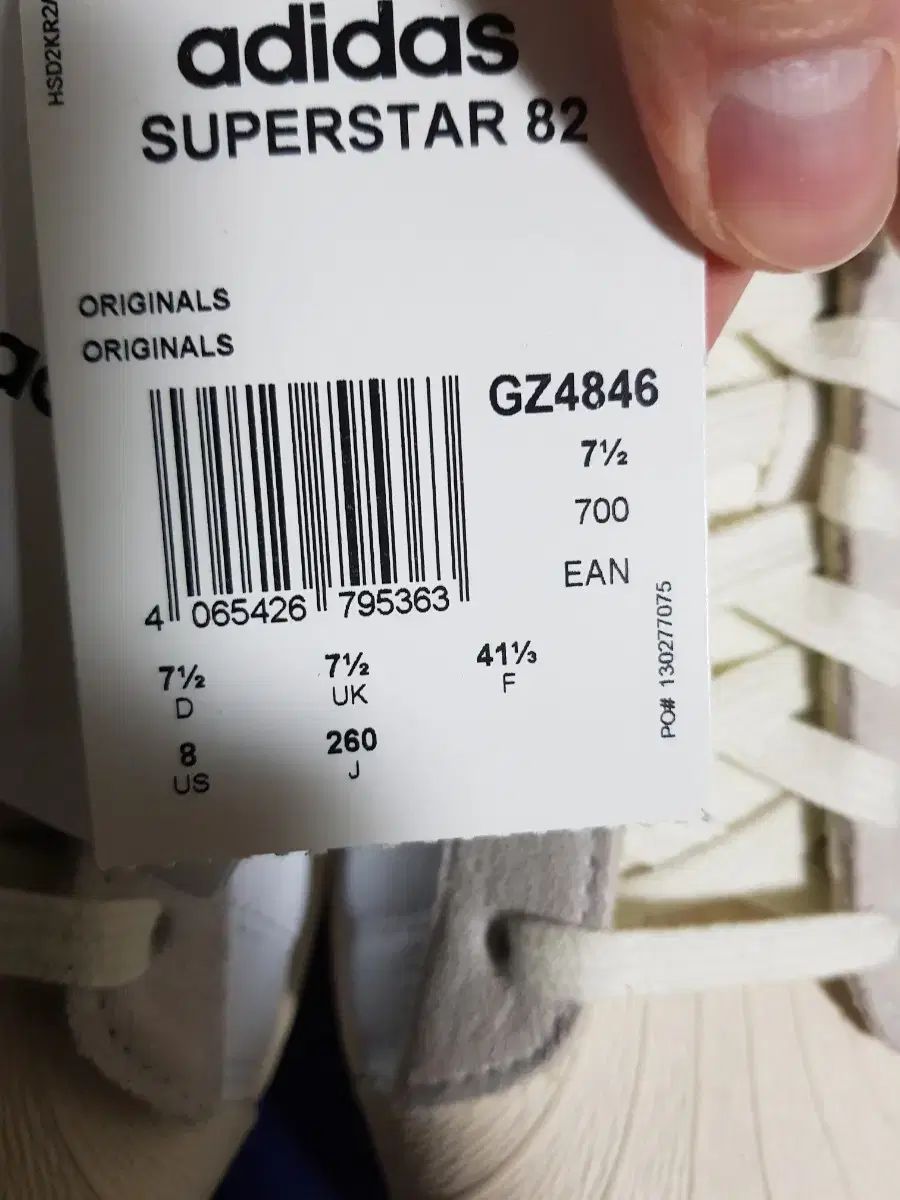 HSD2KR2/
adidas
SUPERSTAR 82
ORIGINALS
ORIGINALS
GZ4846
7½
700
EAN
4 065426 795363
PO# 130277075
7½ 7½ 41⅓
D UK F
8 260
US J